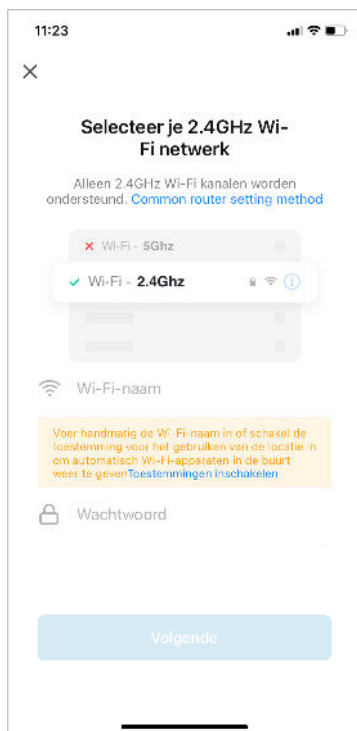 11:23
Selecteer je 2.4GHz Wi-
Fi netwerk
Alleen 2.4GHz Wi-Fi kanalen worden
ondersteund. Common router setting method
Wi-Fi - 5Ghz
Wi-Fi - 2.4Ghz
Wi-Fi-naam
Voer handmatig de Wi-Fi-naam in of schakel de
toestemming voor het gebruiken van de locatie in
om automatisch Wi-Fi-apparaten in de buurt
weer te gevenToestemmingen inschakelen
Wachtwoord
Volgende